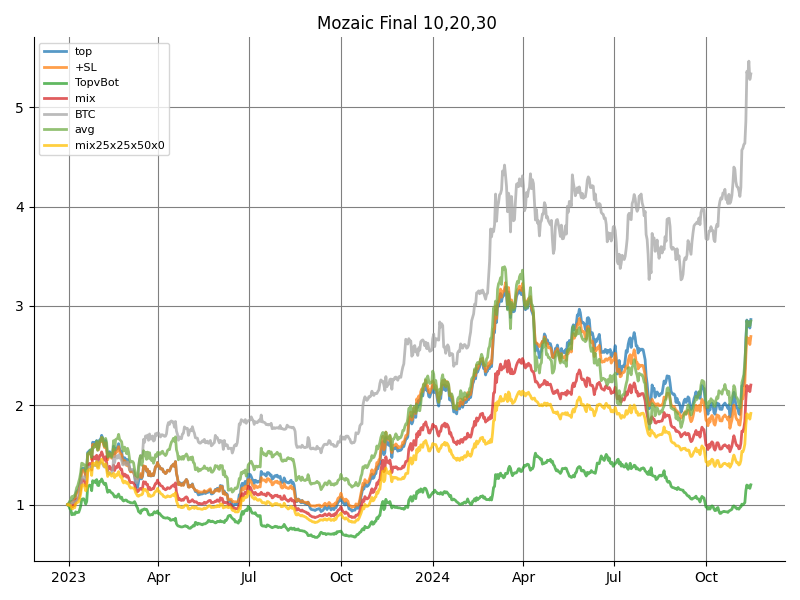 Mozaic Final 10,20,30
top
+SL
TopvBot
mix
BTC
avg
mix25x25x50x0
5
4
3
2
1
2023 Apr Jul Oct 2024 Apr Jul Oct